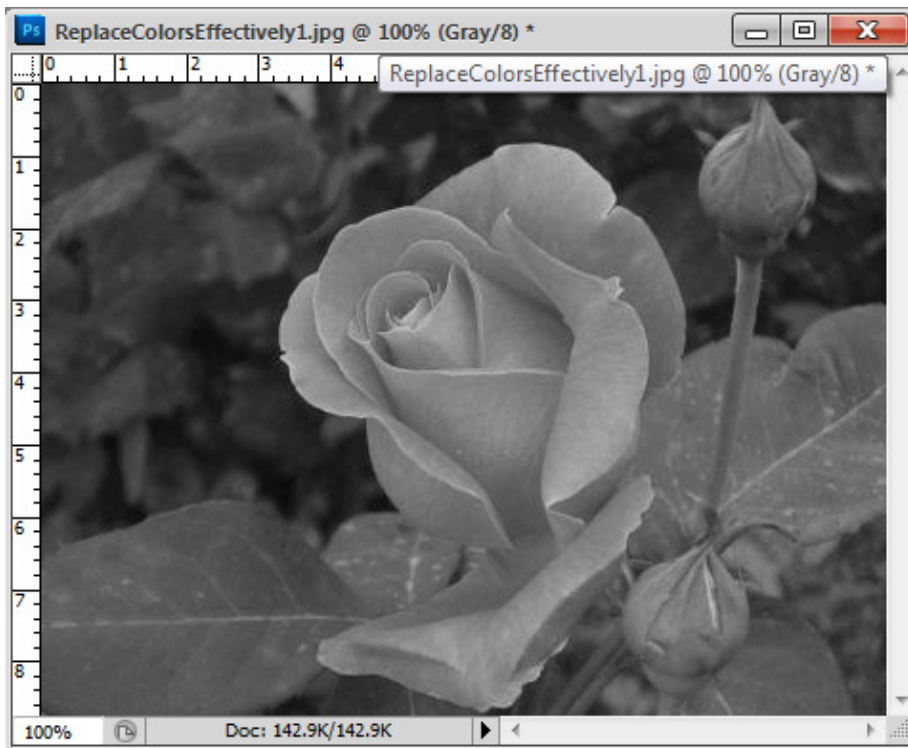 Ps ReplaceColorsEffectively1.jpg @ 100% (Gray/8) *
0 1 2 3 4
ReplaceColorsEffectively1.jpg @ 100% (Gray/8) *
0
1
2
3
4
5
6
7
8
100% Doc: 142.9K/142.9K